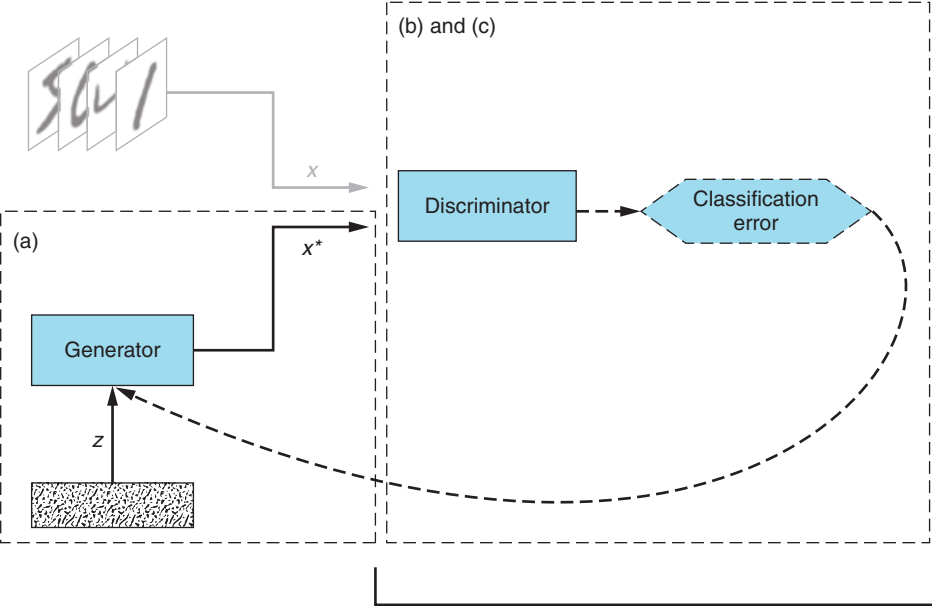 (b) and (c)
x
Discriminator
Classification
error
(a)
x*
Generator
z